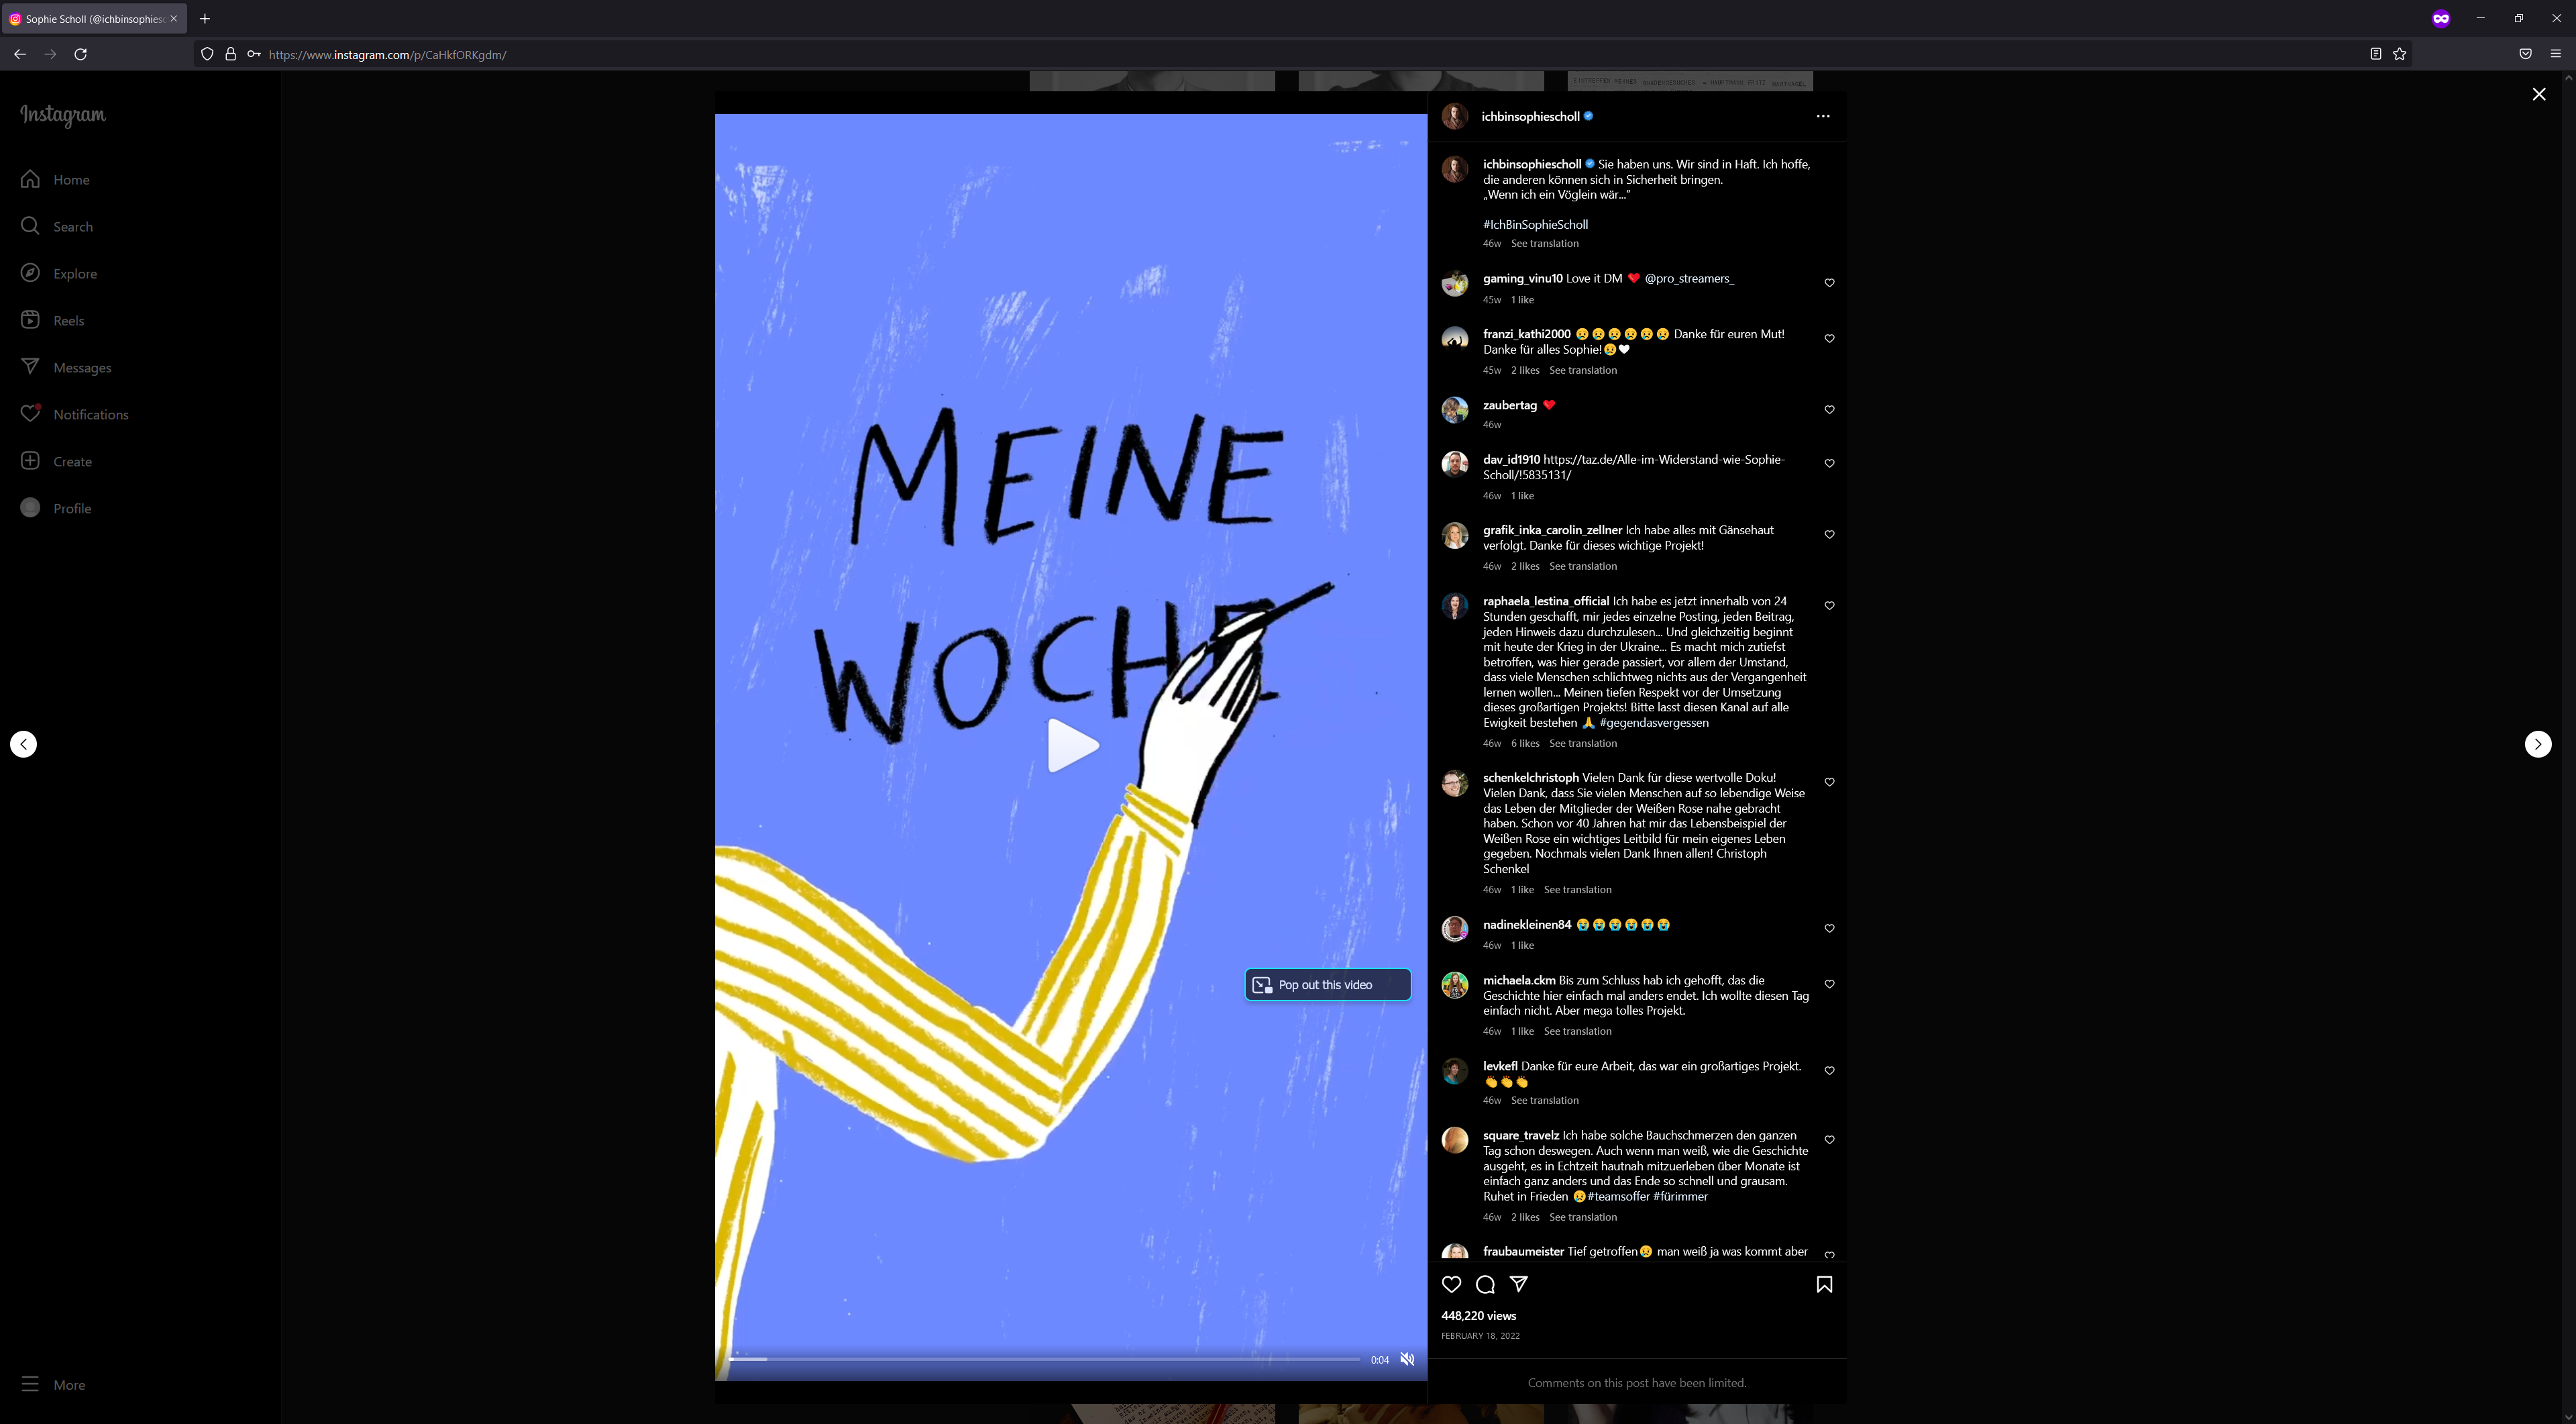 Sophie Scholl (@ichbinsophiesc
https://www.instagram.com/p/CaHkfORKgdm/
EINTREFFEN MEINER
HAUPTMANN FRITZ HARTNAGEL
Instagram
Home
Search
Explore
Reels
Messages
Notifications
Create
Profile
More
MEINE
WOCHE
Pop out this video
0:04
ichbinsophiescholl
ichbinsophiescholl Sie haben uns. Wir sind in Haft. Ich hoffe,
die anderen können sich in Sicherheit bringen.
„Wenn ich ein Vöglein wär...“
#IchBinSophieScholl
46w See translation
gaming_vinu10 Love it DM ❤ @pro_streamers_
45w 1 like
franzi_kathi2000 😢😢😢😢😢😢 Danke für euren Mut!
Danke für alles Sophie!😢🤍
45w 2 likes See translation
zaubertag ❤
46w
dav_id1910 https://taz.de/Alle-im-Widerstand-wie-Sophie-
Scholl/!5835131/
46w 1 like
grafik_inka_carolin_zellner Ich habe alles mit Gänsehaut
verfolgt. Danke für dieses wichtige Projekt!
46w 2 likes See translation
raphaela_lestina_official Ich habe es jetzt innerhalb von 24
Stunden geschafft, mir jedes einzelne Posting, jeden Beitrag,
jeden Hinweis dazu durchzulesen... Und gleichzeitig beginnt
mit heute der Krieg in der Ukraine... Es macht mich zutiefst
betroffen, was hier gerade passiert, vor allem der Umstand,
dass viele Menschen schlichtweg nichts aus der Vergangenheit
lernen wollen... Meinen tiefen Respekt vor der Umsetzung
dieses großartigen Projekts! Bitte lasst diesen Kanal auf alle
Ewigkeit bestehen 🙏 #gegendasvergessen
46w 6 likes See translation
schenkelchristoph Vielen Dank für diese wertvolle Doku!
Vielen Dank, dass Sie vielen Menschen auf so lebendige Weise
das Leben der Mitglieder der Weißen Rose nahe gebracht
haben. Schon vor 40 Jahren hat mir das Lebensbeispiel der
Weißen Rose ein wichtiges Leitbild für mein eigenes Leben
gegeben. Nochmals vielen Dank Ihnen allen! Christoph
Schenkel
46w 1 like See translation
nadinekleinen84 😭😭😭😭😭😭
46w 1 like
michaela.ckm Bis zum Schluss hab ich gehofft, das die
Geschichte hier einfach mal anders endet. Ich wollte diesen Tag
einfach nicht. Aber mega tolles Projekt.
46w 1 like See translation
levkefl Danke für eure Arbeit, das war ein großartiges Projekt.
👏👏👏
46w See translation
square_travelz Ich habe solche Bauchschmerzen den ganzen
Tag schon deswegen. Auch wenn man weiß, wie die Geschichte
ausgeht, es in Echtzeit hautnah mitzuerleben über Monate ist
einfach ganz anders und das Ende so schnell und grausam.
Ruhet in Frieden 😢#teamsoffer #fürimmer
46w 2 likes See translation
fraubaumeister Tief getroffen😢 man weiß ja was kommt aber
448,220 views
FEBRUARY 18, 2022
Comments on this post have been limited.